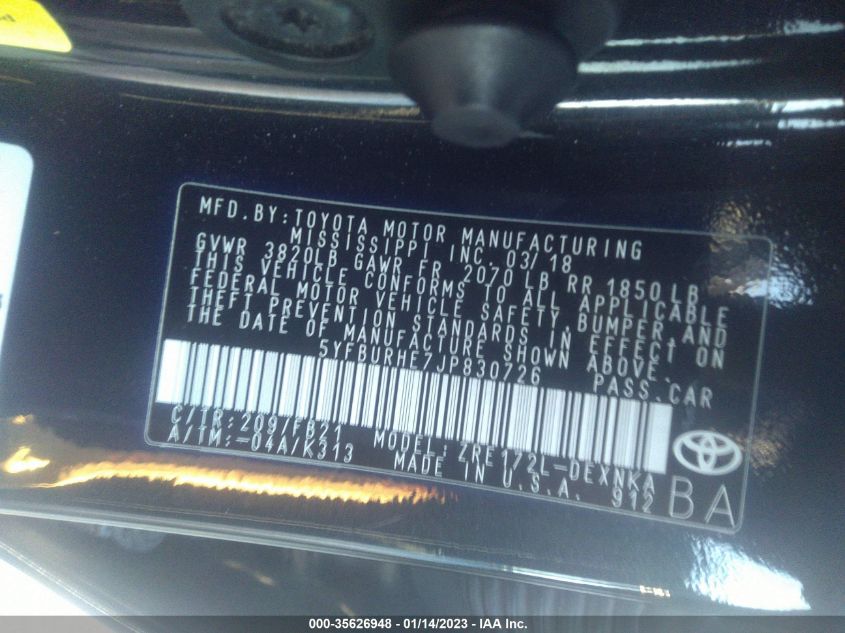 MFD. BY: TOYOTA MOTOR MANUFACTURING
MISSISSIPPI, INC. 03/18
GVWR 3820LB GAWR FR. 2070 LB, RR 1850 LB.
THIS VEHICLE CONFORMS TO ALL APPLICABLE
FEDERAL MOTOR VEHICLE SAFETY, BUMPER, AND
THEFT PREVENTION STANDARDS IN EFFECT ON
THE DATE OF MANUFACTURE SHOWN ABOVE.
5YFBURHE7JP830726 PASS. CAR
C/TR: 209/FB21 MODEL: ZRE172L-DEXNKA
A/TM: -04A/K313 MADE IN U.S.A. 912
BA
000-35626948 - 01/14/2023 - IAA Inc.